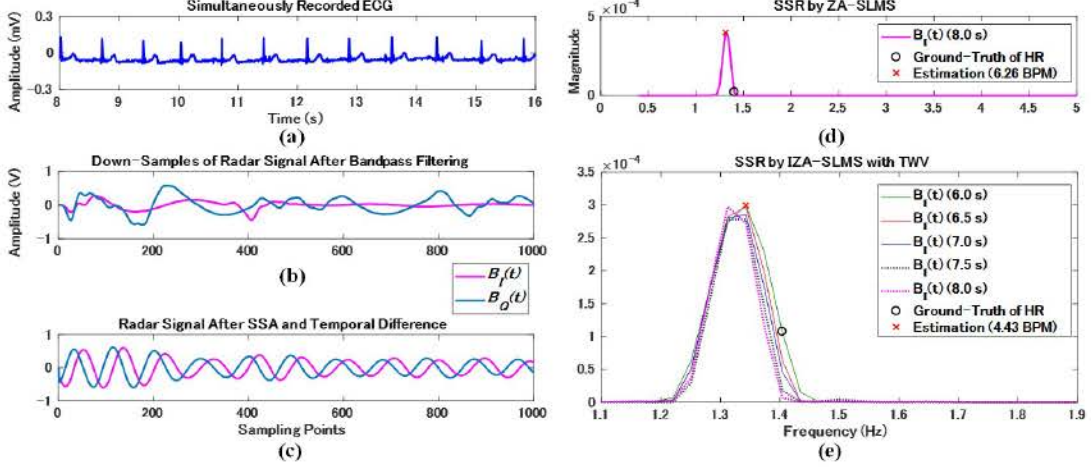 Simultaneously Recorded ECG
Amplitude (mV)
0.3
0
-0.3
8 9 10 11 12 13 14 15 16
Time (s)
(a)
Down-Samples of Radar Signal After Bandpass Filtering
Amplitude (V)
1
0
-1
0 200 400 600 800 1000
(b)
B_I(t)
B_Q(t)
Radar Signal After SSA and Temporal Difference
1
0
-1
0 200 400 600 800 1000
Sampling Points
(c)
SSR by ZA-SLMS
×10⁻⁴
Magnitude
5
0
0 0.5 1 1.5 2 2.5 3 3.5 4 4.5 5
B_I(t) (8.0 s)
Ground-Truth of HR
Estimation (6.26 BPM)
(d)
SSR by IZA-SLMS with TWV
×10⁻⁴
3.5
3
2.5
2
1.5
1
0.5
0
1.1 1.2 1.3 1.4 1.5 1.6 1.7 1.8 1.9
Frequency (Hz)
B_I(t) (6.0 s)
B_I(t) (6.5 s)
B_I(t) (7.0 s)
B_I(t) (7.5 s)
B_I(t) (8.0 s)
Ground-Truth of HR
Estimation (4.43 BPM)
(e)